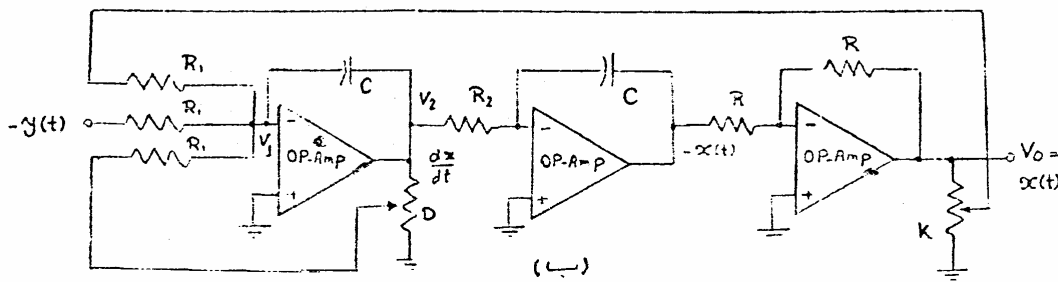 R₁
R
C
C
V₂
R₂
-y(t)
R₁
V₁
R₁
-
OP-Amp
+
dx
dt
D
-
OP-Amp
+
-x(t)
R
-
OP-Amp
+
V₀ =
x(t)
K
(ب)